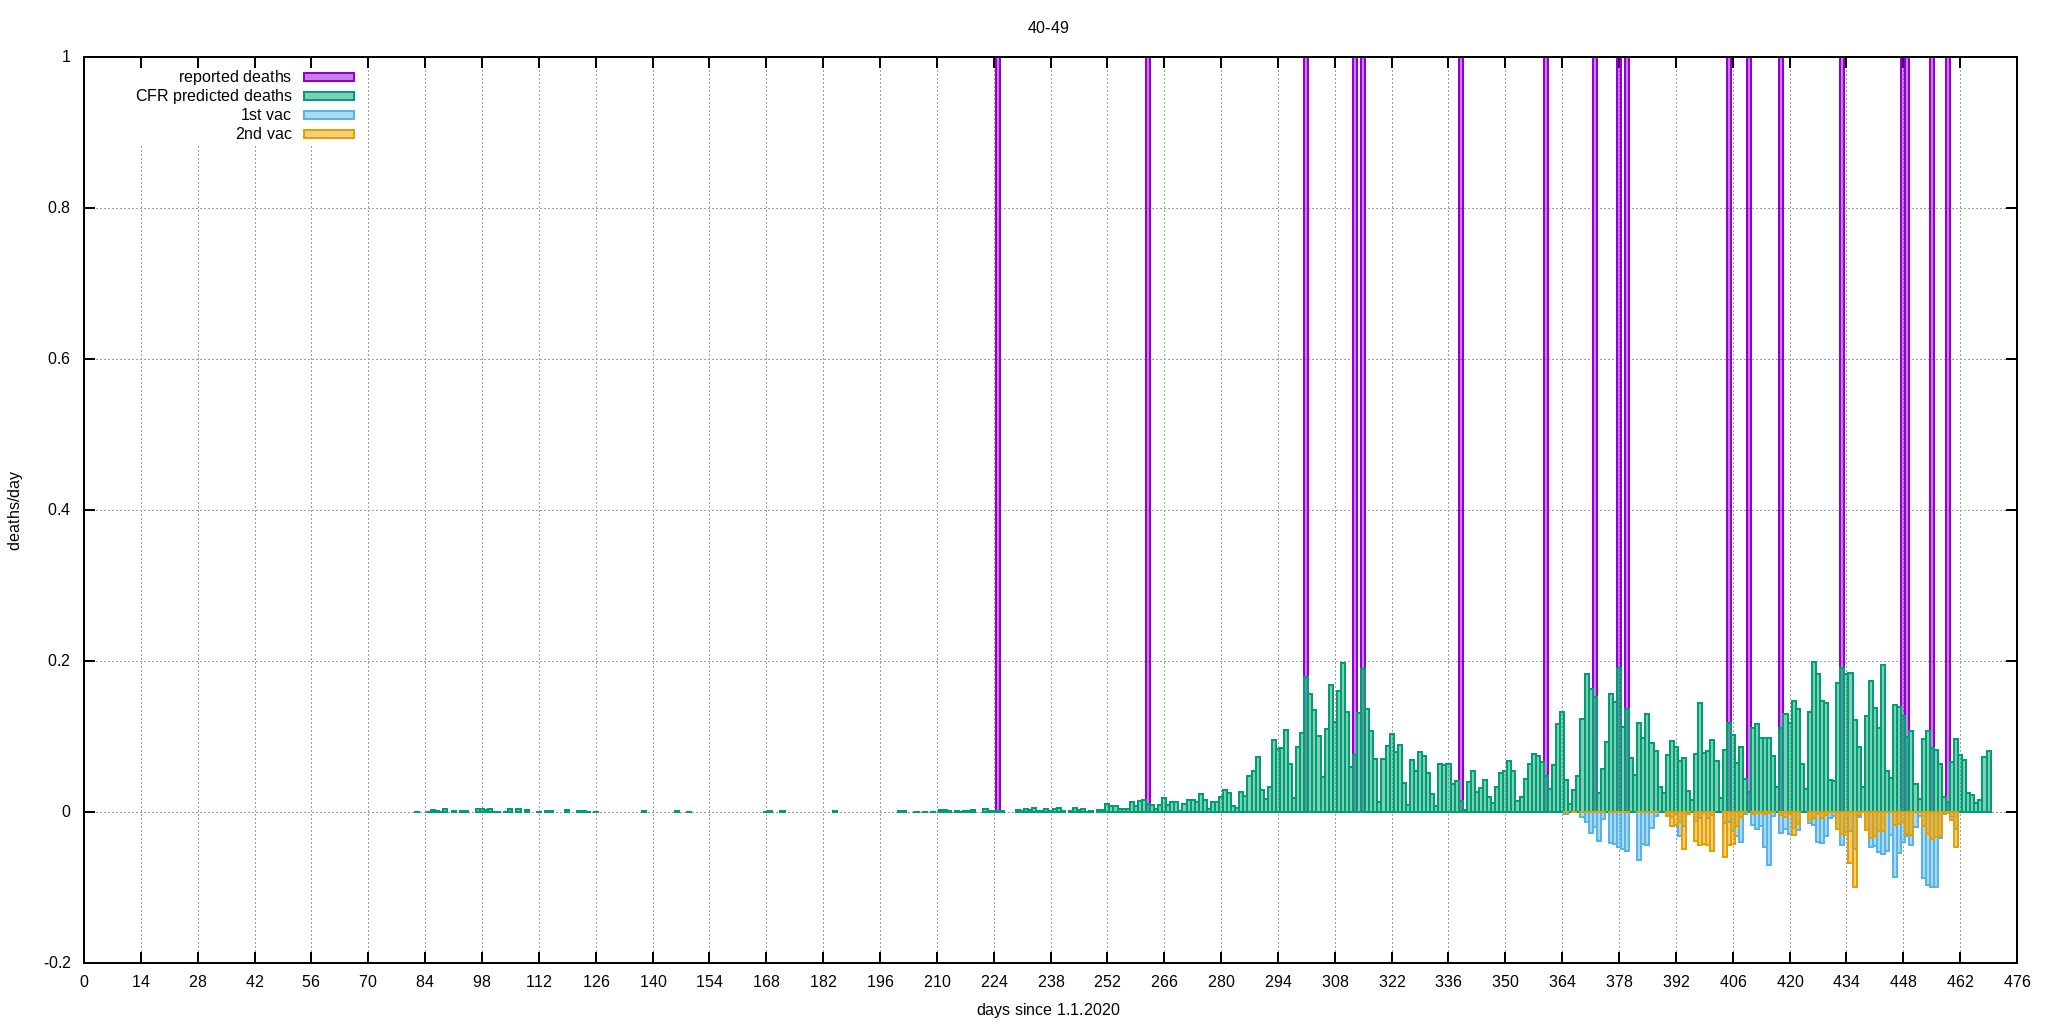 40-49
1
reported deaths
CFR predicted deaths
1st vac
2nd vac
0.8
0.6
0.4
deaths/day
0.2
0
-0.2
0 14 28 42 56 70 84 98 112 126 140 154 168 182 196 210 224 238 252 266 280 294 308 322 336 350 364 378 392 406 420 434 448 462 476
days since 1.1.2020